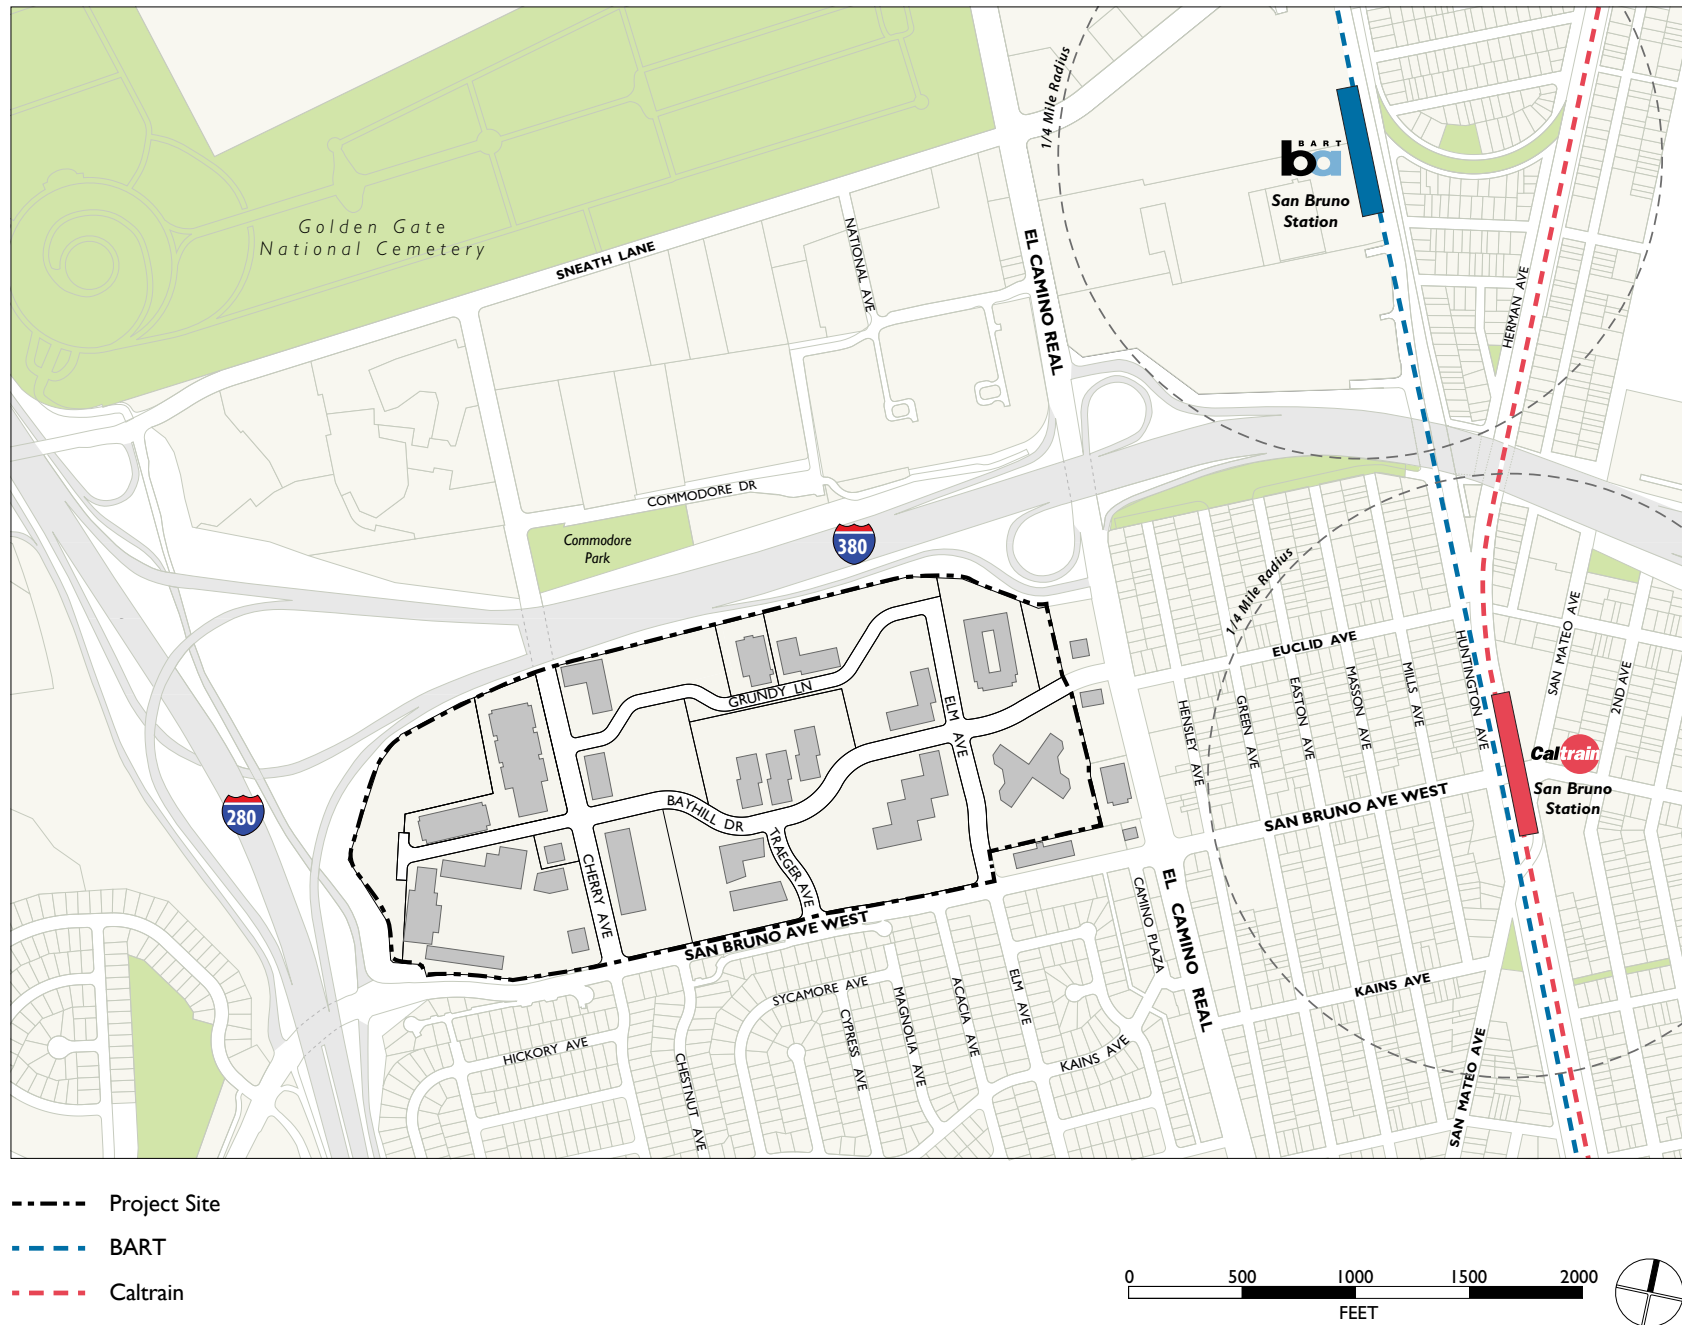 1/4 Mile Radius
BART
ba
San Bruno
Station
Golden Gate
National Cemetery
SNEATH LANE
NATIONAL AVE
EL CAMINO REAL
HERMAN AVE
COMMODORE DR
Commodore
Park
380
1/4 Mile Radius
EUCLID AVE
SAN MATEO AVE
2ND AVE
HUNTINGTON AVE
MILLS AVE
MASSON AVE
EASTON AVE
GREEN AVE
HENSLEY AVE
GRUNDY LN
ELM AVE
Caltrain
San Bruno
Station
280
BAYHILL DR
TRAEGER AVE
CHERRY AVE
SAN BRUNO AVE WEST
SAN BRUNO AVE WEST
CAMINO PLAZA
EL CAMINO REAL
KAINS AVE
SYCAMORE AVE
CYPRESS AVE
MAGNOLIA AVE
ACACIA AVE
ELM AVE
KAINS AVE
HICKORY AVE
CHESTNUT AVE
SAN MATEO AVE
Project Site
BART
Caltrain
0 500 1000 1500 2000
FEET